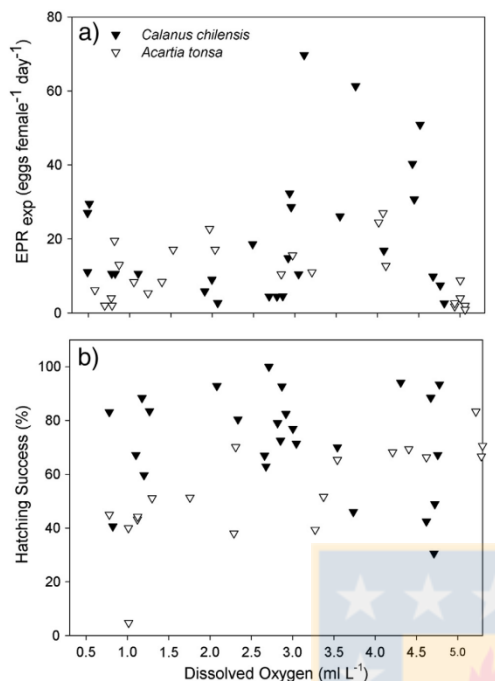 a)
Calanus chilensis
Acartia tonsa
80
60
40
20
0
EPR exp (eggs female-1 day-1)
b)
100
80
60
40
20
0
Hatching Success (%)
0.5 1.0 1.5 2.0 2.5 3.0 3.5 4.0 4.5 5.0
Dissolved Oxygen (ml L-1)